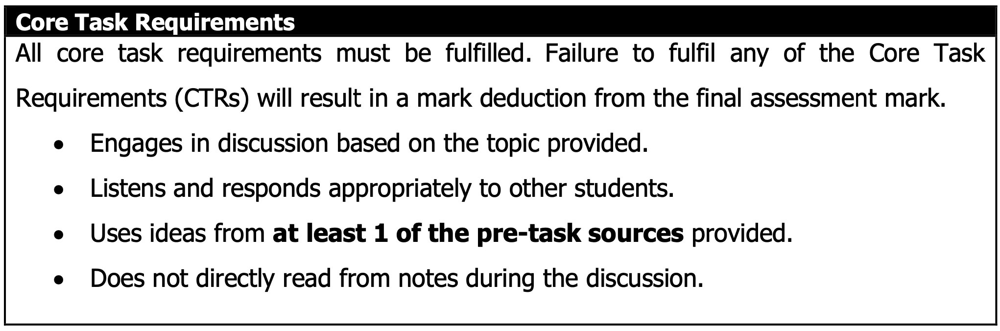 Core Task Requirements
All core task requirements must be fulfilled. Failure to fulfil any of the Core Task
Requirements (CTRs) will result in a mark deduction from the final assessment mark.
• Engages in discussion based on the topic provided.
• Listens and responds appropriately to other students.
• Uses ideas from at least 1 of the pre-task sources provided.
• Does not directly read from notes during the discussion.